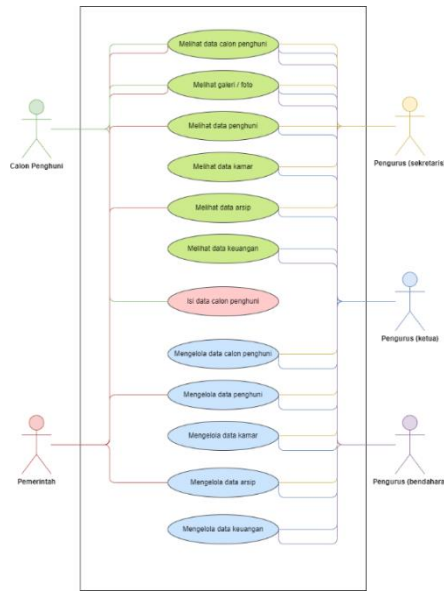 Melihat data calon penghuni
Melihat galeri / foto
Melihat data penghuni
Melihat data kamar
Melihat data arsip
Melihat data keuangan
Isi data calon penghuni
Mengelola data calon penghuni
Mengelola data penghuni
Mengelola data kamar
Mengelola data arsip
Mengelola data keuangan
Calon Penghuni
Pemerintah
Pengurus (sekretaris)
Pengurus (ketua)
Pengurus (bendahara)